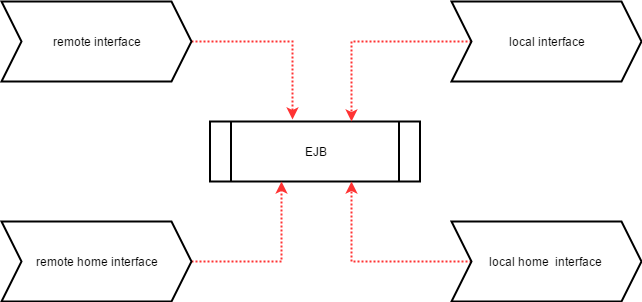 remote interface
local interface
EJB
remote home interface
local home  interface